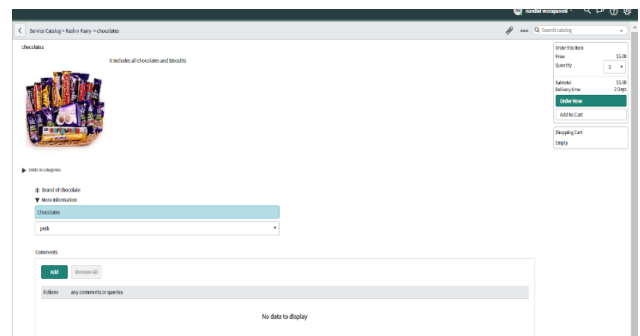 Service Catalog > Fashion Fairy > chocolates
Search catalog
chocolates
it includes all chocolates and biscuits
Order this Item
Price $5.00
Quantity 1
Subtotal $5.00
Delivery time 2 Days
Order Now
Add to Cart
Shopping Cart
Empty
brand of chocolate
More information
Chocolates
perk
Comments
Add
Remove All
Actions any comments or queries
No data to display